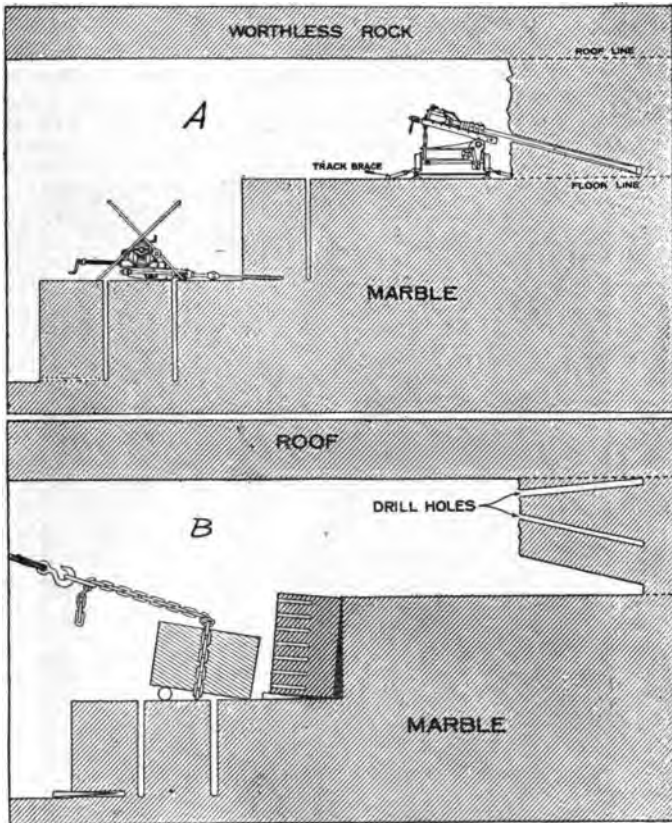 WORTHLESS ROCK
ROOF LINE
A
TRACK BRACE
FLOOR LINE
MARBLE
ROOF
B
DRILL HOLES
MARBLE